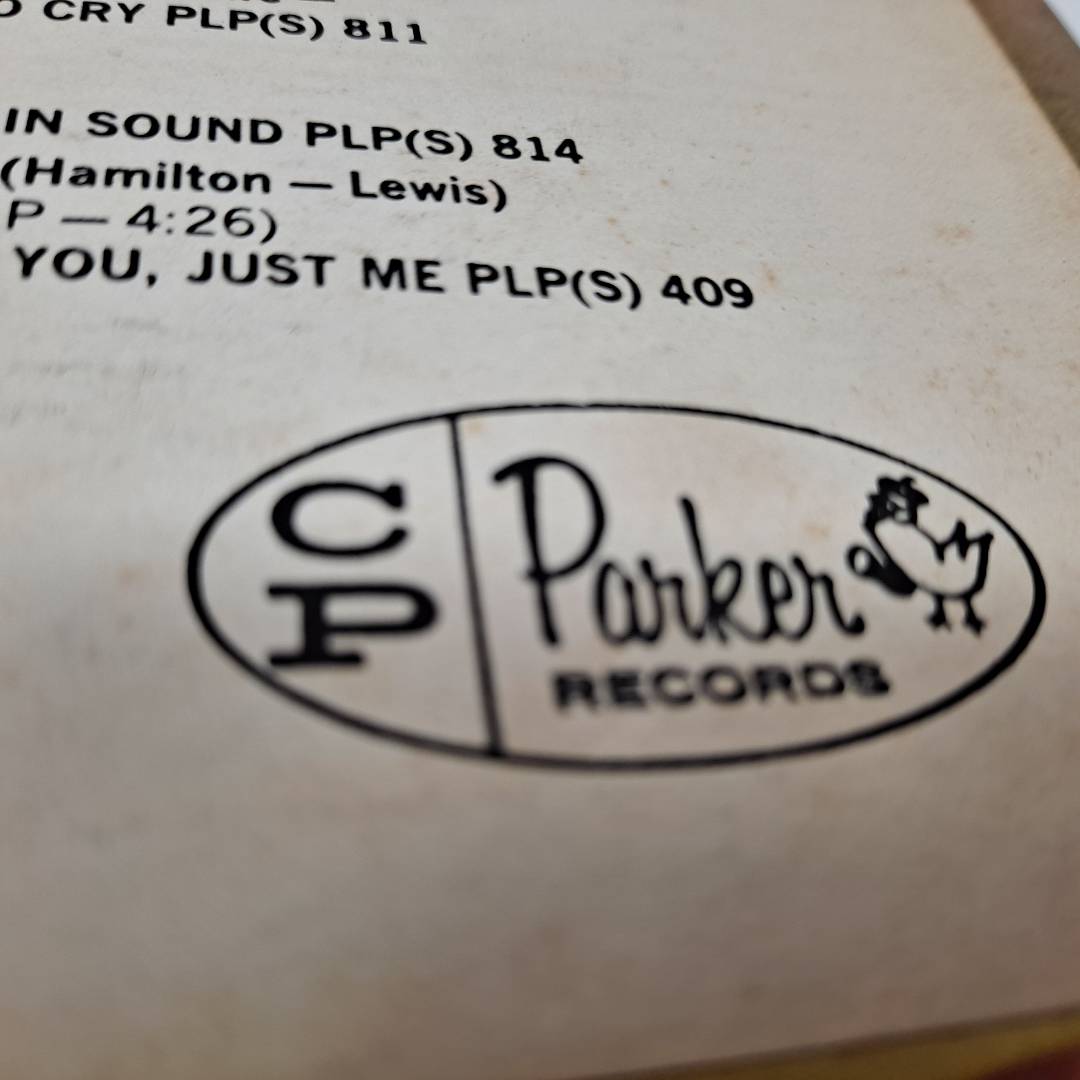 CRY PLP(S) 811
IN SOUND PLP(S) 814
(Hamilton — Lewis)
P — 4:26)
YOU, JUST ME PLP(S) 409
CP
Parker
RECORDS